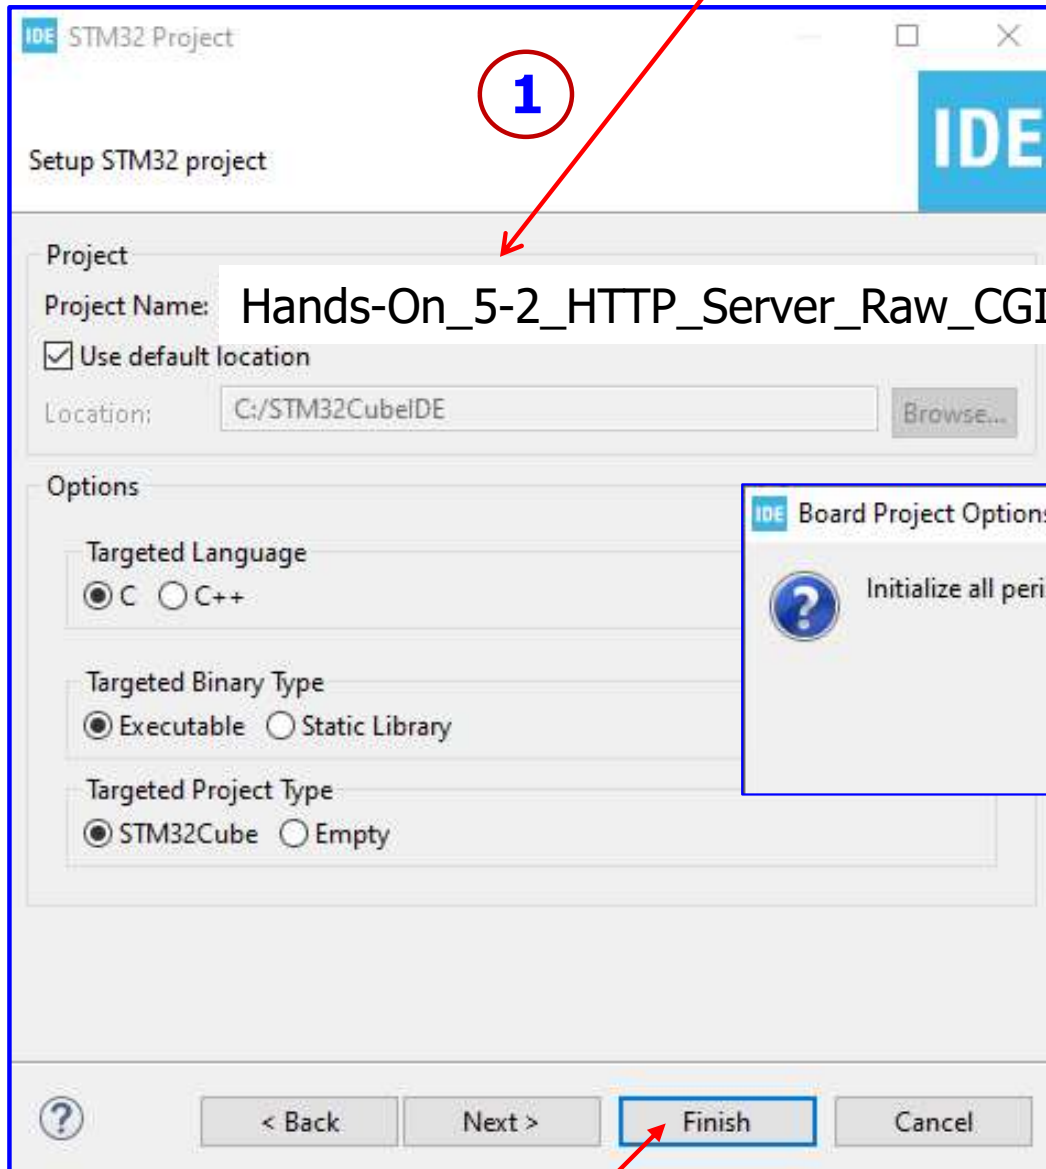 IDE STM32 Project
1
IDE
Setup STM32 project
Project
Project Name: Hands-On_5-2_HTTP_Server_Raw_CGI
Use default location
Location: C:/STM32CubeIDE Browse...
Options
IDE Board Project Options
Targeted Language
C C++
Initialize all peri
?
Targeted Binary Type
Executable Static Library
Targeted Project Type
STM32Cube Empty
? < Back Next > Finish Cancel